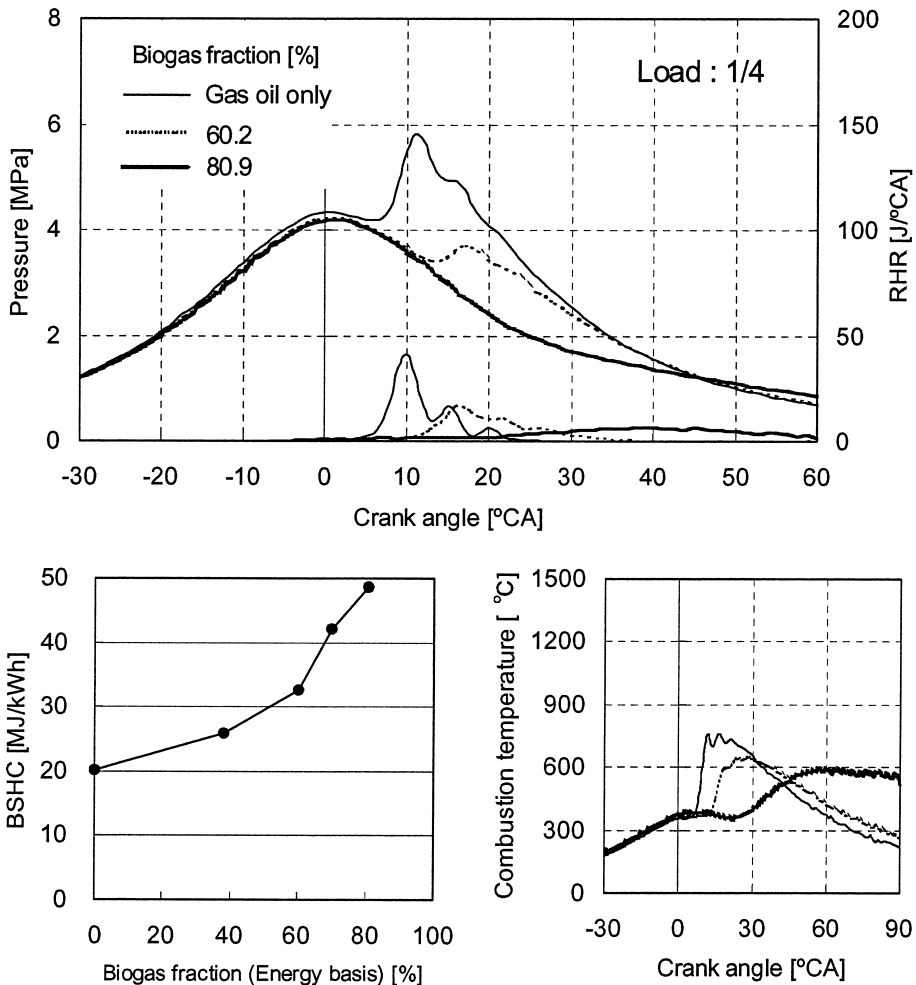 Biogas fraction [%]
Gas oil only
60.2
80.9
Load : 1/4
Pressure [MPa]
8
6
4
2
0
RHR [J/ºCA]
200
150
100
50
0
-30 -20 -10 0 10 20 30 40 50 60
Crank angle [ºCA]
BSHC [MJ/kWh]
50
40
30
20
10
0
0 20 40 60 80 100
Biogas fraction (Energy basis) [%]
Combustion temperature [ °C]
1500
1200
900
600
300
0
-30 0 30 60 90
Crank angle [ºCA]